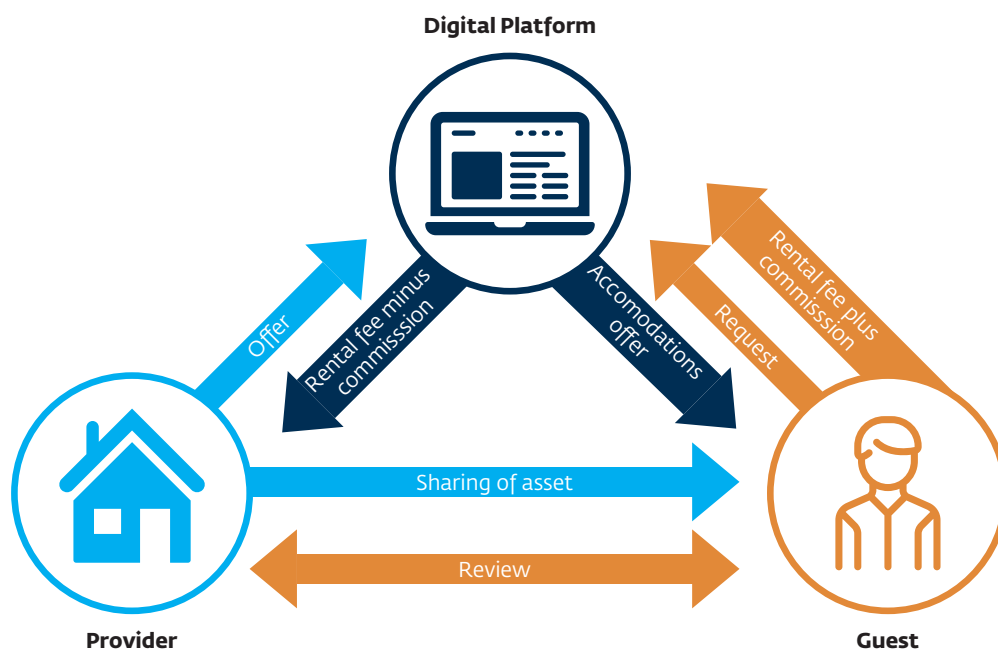 Digital Platform
Offer
Rental fee minus
commisssion
Accomodations
offer
Request
Rental fee plus
commisssion
Sharing of asset
Review
Provider
Guest